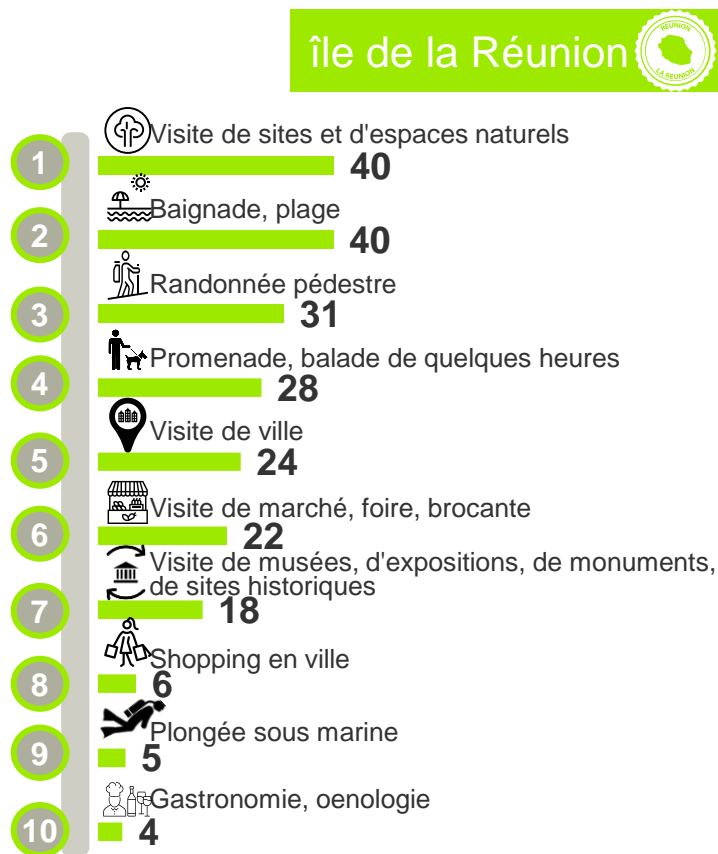 île de la Réunion
RÉUNION
LA REUNION
Visite de sites et d'espaces naturels
1
40
Baignade, plage
2
40
Randonnée pédestre
3
31
Promenade, balade de quelques heures
4
28
Visite de ville
5
24
Visite de marché, foire, brocante
6
22
Visite de musées, d'expositions, de monuments,
de sites historiques
7
18
Shopping en ville
8
6
Plongée sous marine
9
5
Gastronomie, oenologie
10
4